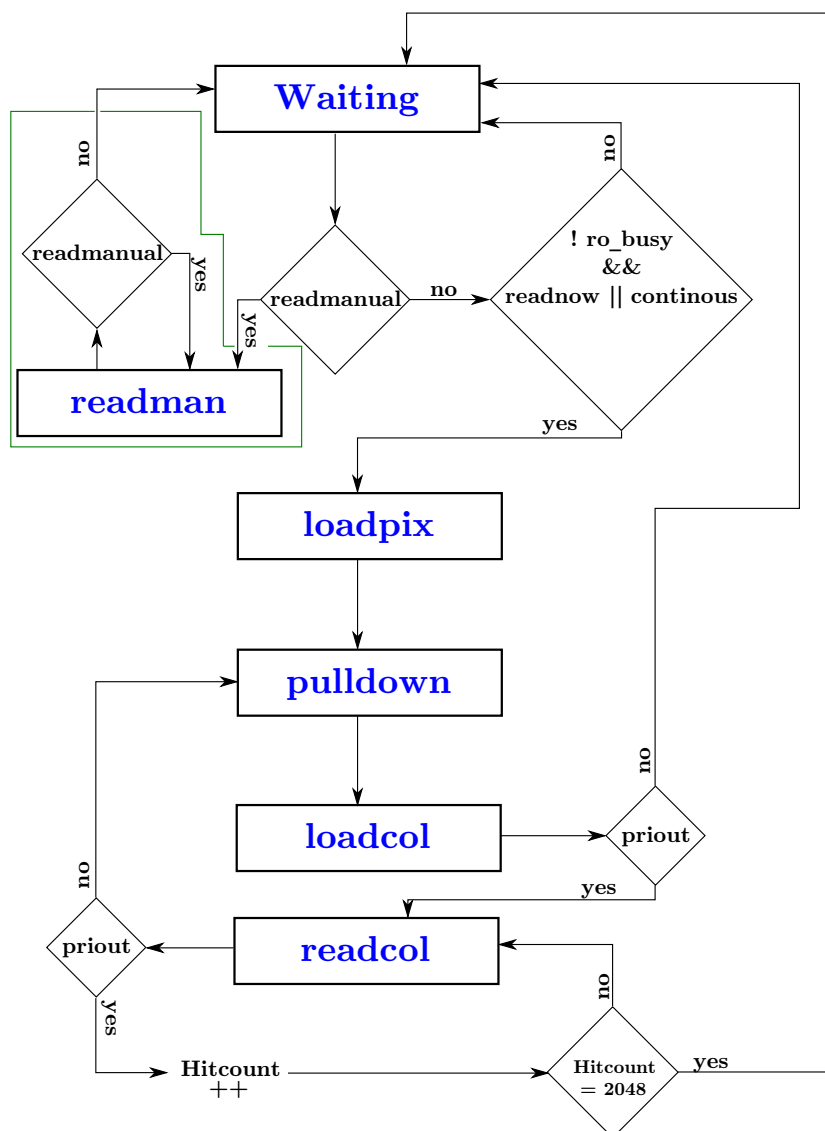 Waiting
no
no
readmanual
yes
! ro_busy
&&
readnow || continous
readmanual
no
yes
readman
yes
loadpix
pulldown
no
loadcol
priout
no
yes
priout
readcol
yes
no
Hitcount
++
Hitcount
= 2048
yes